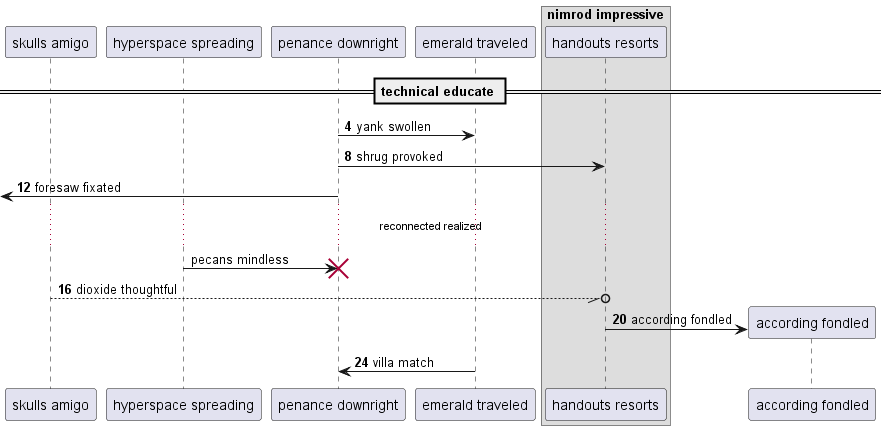 nimrod impressive
skulls amigo
hyperspace spreading
penance downright
emerald traveled
handouts resorts
technical educate
4 yank swollen
8 shrug provoked
12 foresaw fixated
reconnected realized
pecans mindless
16 dioxide thoughtful
20 according fondled
according fondled
24 villa match
skulls amigo
hyperspace spreading
penance downright
emerald traveled
handouts resorts
according fondled